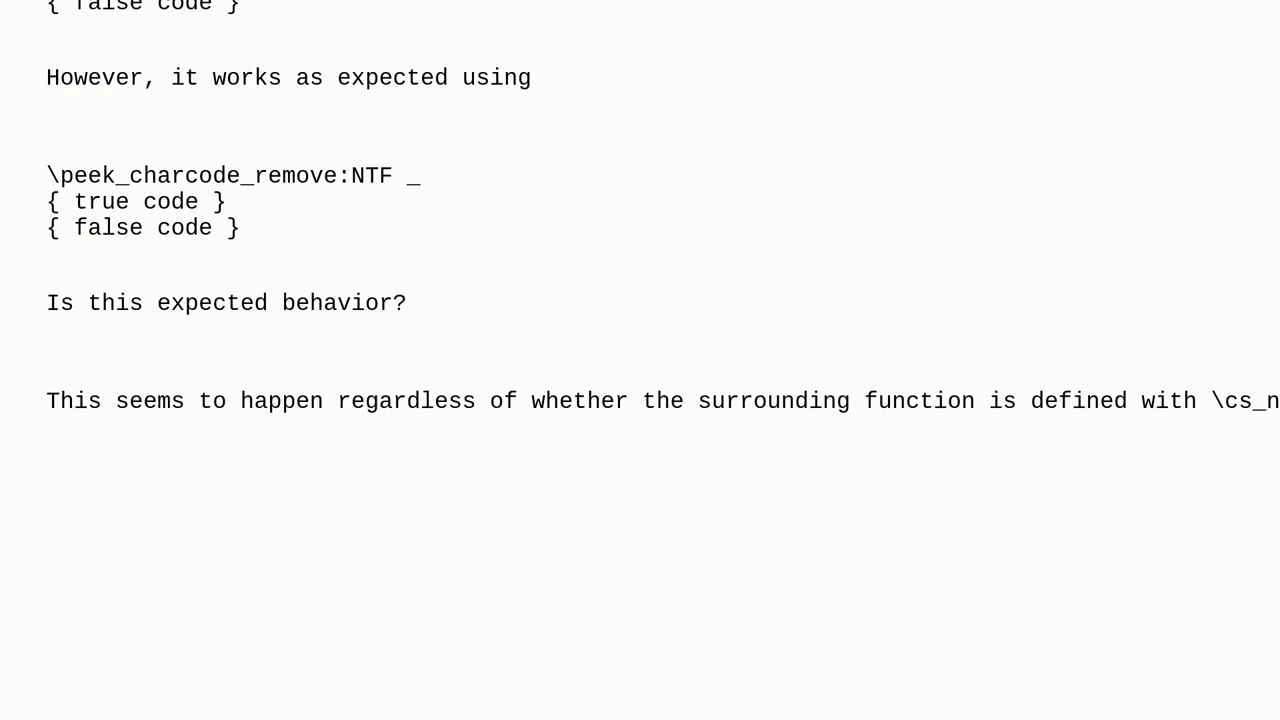 { false code }
However, it works as expected using
\peek_charcode_remove:NTF _
{ true code }
{ false code }
Is this expected behavior?
This seems to happen regardless of whether the surrounding function is defined with \cs_n